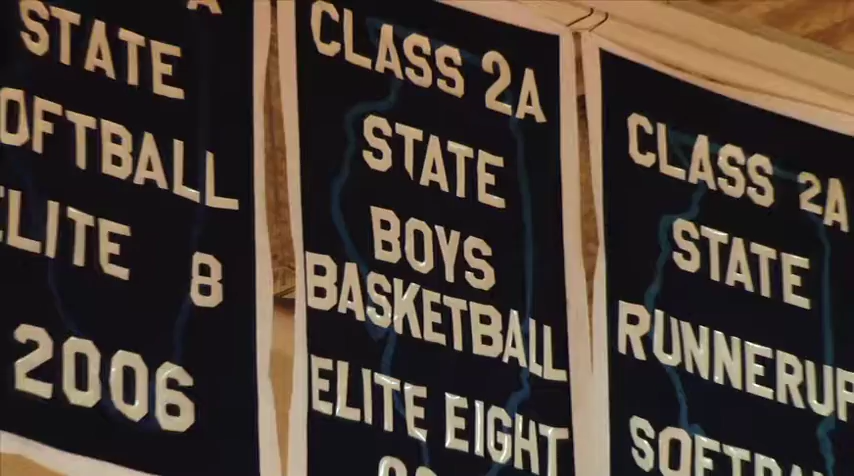 A
STATE
OFTBALL
ELITE 8
2006
CLASS 2A
STATE
BOYS
BASKETBALL
ELITE EIGHT
CLASS 2A
STATE
RUNNERUP
SOFTBA